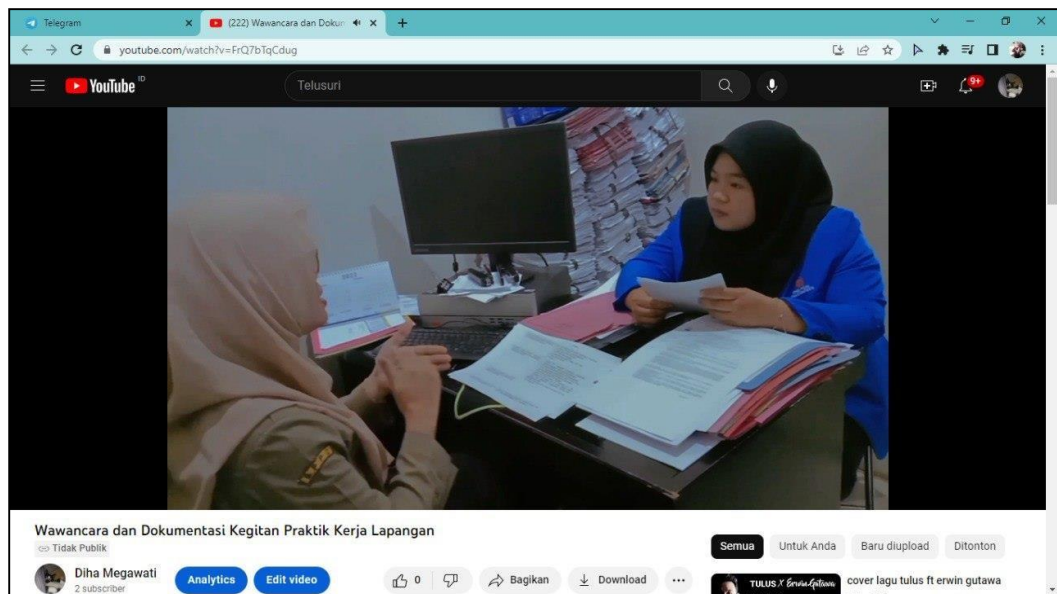 Telegram
(222) Wawancara dan Dokun
youtube.com/watch?v=FrQ7bTqCdug
YouTube ID
Telusuri
9+
2022
Wawancara dan Dokumentasi Kegitan Praktik Kerja Lapangan
Tidak Publik
Diha Megawati
2 subscriber
Analytics
Edit video
0
Bagikan
Download
Semua
Untuk Anda
Baru diupload
Ditonton
TULUS X Erwin Gutawa
cover lagu tulus ft erwin gutawa